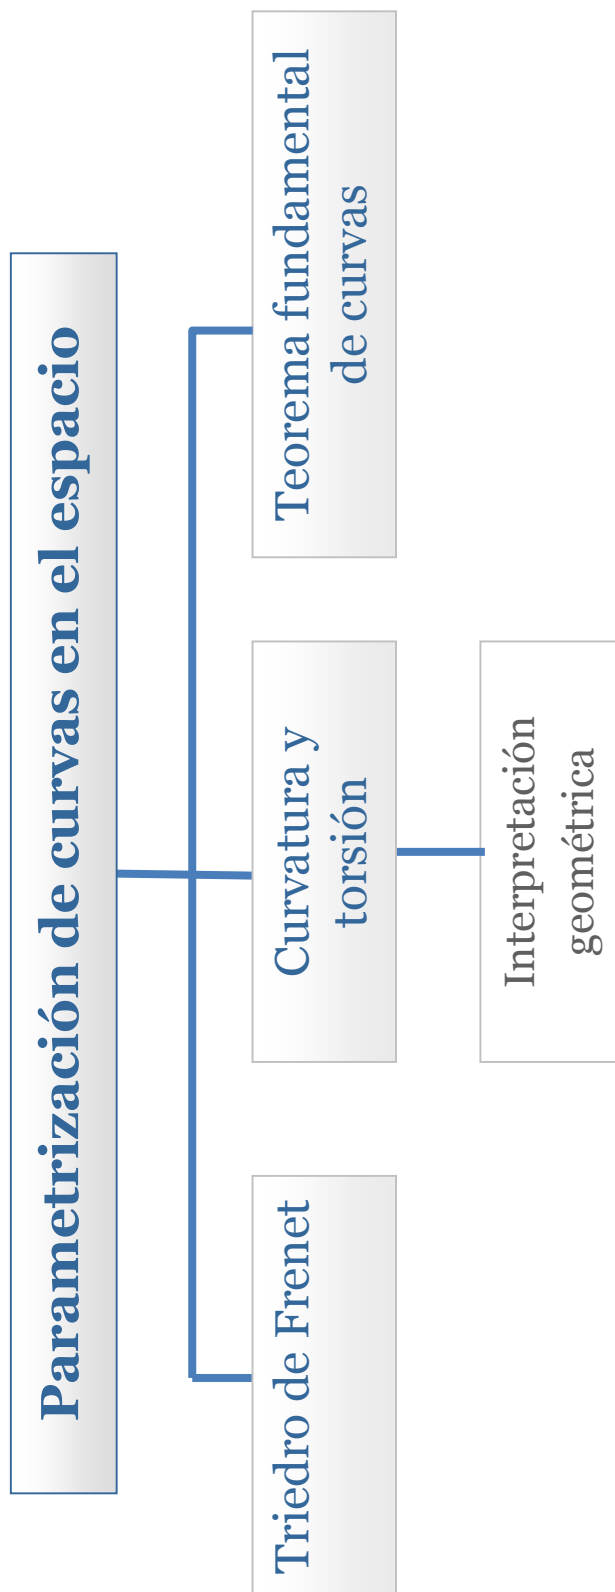 Parametrización de curvas en el espacio
Triedro de Frenet
Curvatura y
torsión
Teorema fundamental
de curvas
Interpretación
geométrica